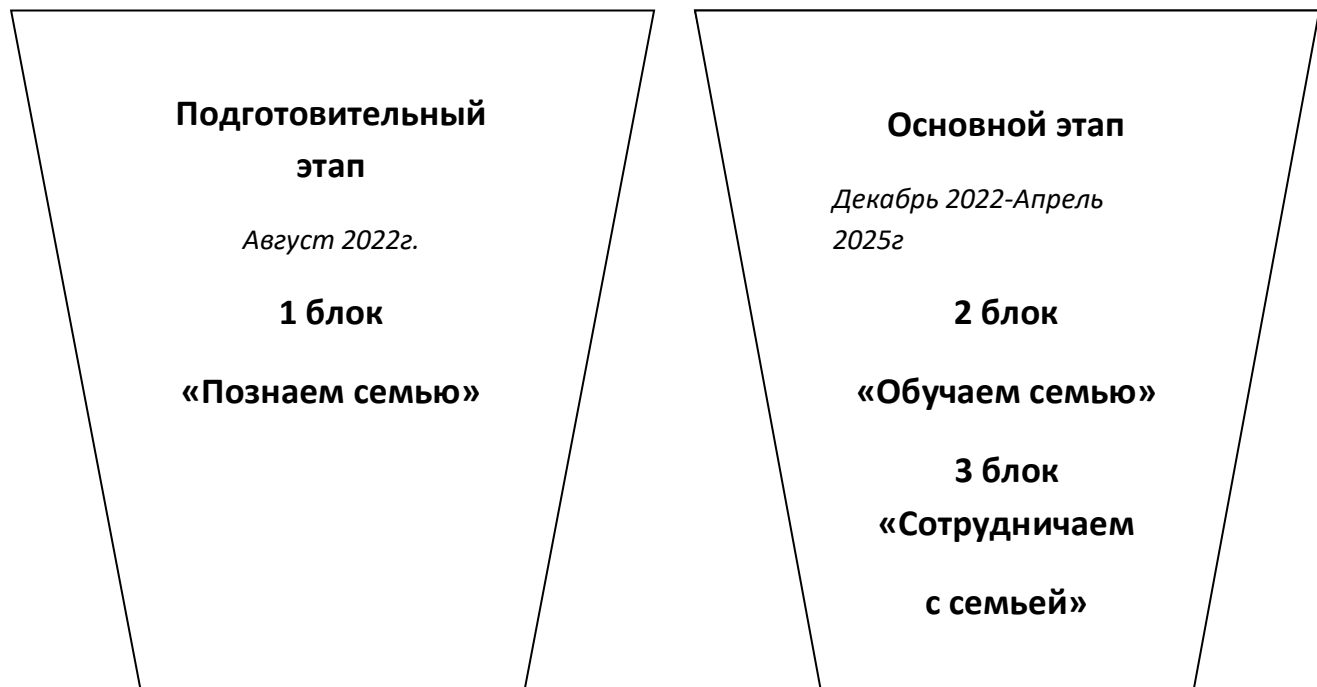 Подготовительный
этап
Август 2022г.
1 блок
«Познаем семью»
Основной этап
Декабрь 2022-Апрель
2025г
2 блок
«Обучаем семью»
3 блок
«Сотрудничаем
с семьей»